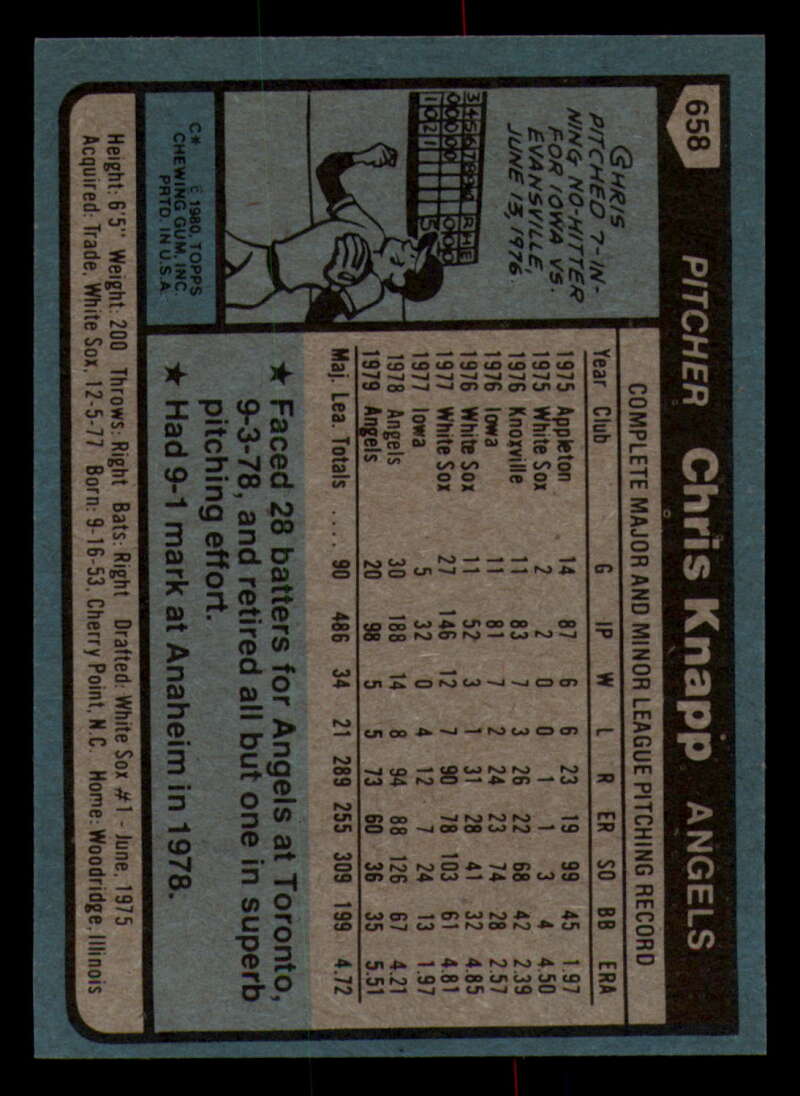 658
PITCHER Chris Knapp ANGELS
CHRIS
PITCHED 7-IN-
NING NO-HITTER
FOR IOWA VS.
EVANSVILLE,
JUNE 13, 1976.
C* © 1980, TOPPS
CHEWING GUM, INC.
PRTD. IN U.S.A.
COMPLETE MAJOR AND MINOR LEAGUE PITCHING RECORD
Year Club G IP W L R ER SO BB ERA
1975 Appleton 14 87 6 6 23 19 99 45 1.97
1975 White Sox 2 2 0 0 1 1 3 4 4.50
1976 Knoxville 11 83 7 3 26 22 68 42 2.39
1976 Iowa 11 81 7 2 24 23 74 28 2.57
1976 White Sox 11 52 3 1 31 28 41 32 4.85
1977 White Sox 27 146 12 7 90 78 103 61 4.81
1977 Iowa 5 32 0 4 12 7 24 13 1.97
1978 Angels 30 188 14 8 94 88 126 67 4.21
1979 Angels 20 98 5 5 73 60 36 35 5.51
Maj. Lea. Totals .... 90 486 34 21 289 255 309 199 4.72
★ Faced 28 batters for Angels at Toronto,
9-3-78, and retired all but one in superb
pitching effort.
★ Had 9-1 mark at Anaheim in 1978.
Height: 6'5" Weight: 200 Throws: Right Bats: Right Drafted: White Sox #1 - June, 1975
Acquired: Trade, White Sox, 12-5-77 Born: 9-16-53, Cherry Point, N.C. Home: Woodridge, Illinois